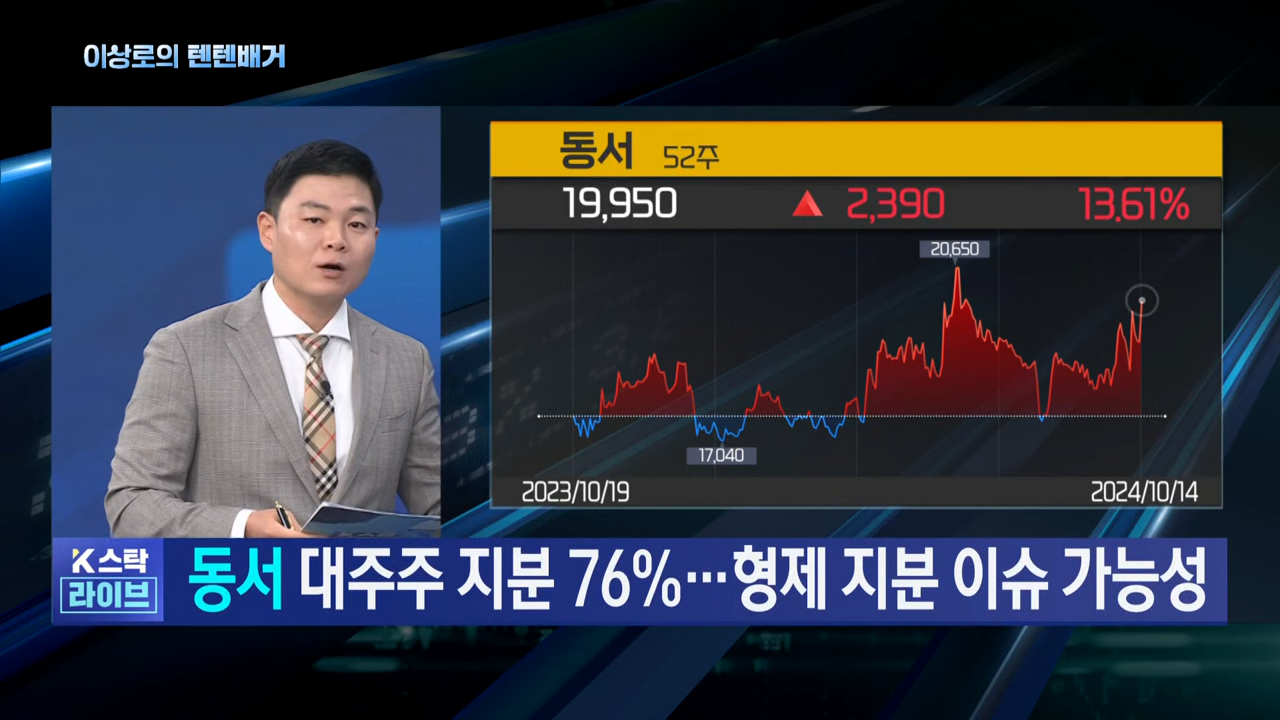 이상로의 텐텐배거
동서 52주
19,950 ▲ 2,390 13.61%
20,650
17,040
2023/10/19 2024/10/14
K스탁
라이브
동서 대주주 지분 76%…형제 지분 이슈 가능성